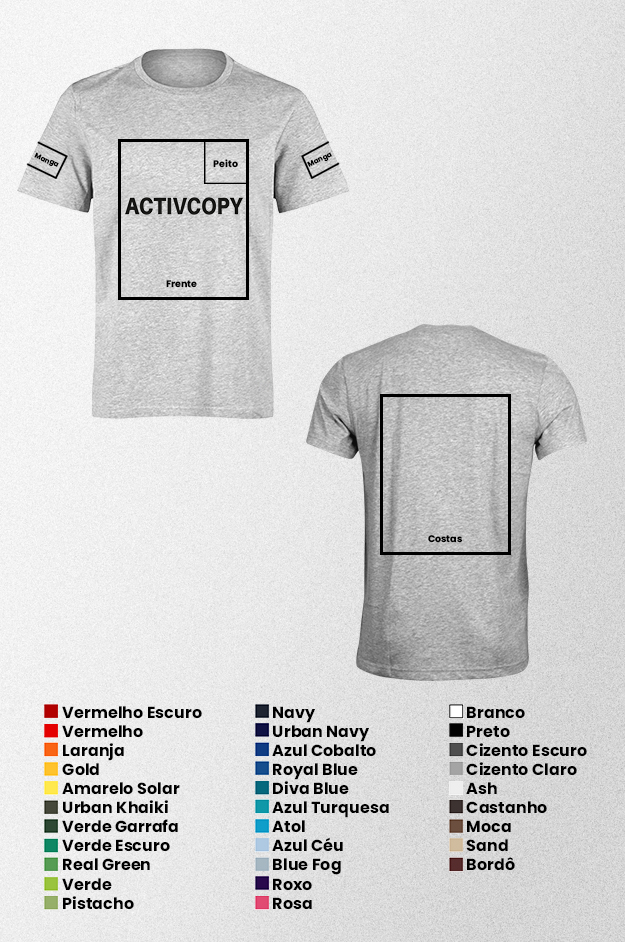 Manga
Peito
Manga
ACTIVCOPY
Frente
Costas
Vermelho Escuro
Vermelho
Laranja
Gold
Amarelo Solar
Urban Khaiki
Verde Garrafa
Verde Escuro
Real Green
Verde
Pistacho
Navy
Urban Navy
Azul Cobalto
Royal Blue
Diva Blue
Azul Turquesa
Atol
Azul Céu
Blue Fog
Roxo
Rosa
Branco
Preto
Cizento Escuro
Cizento Claro
Ash
Castanho
Moca
Sand
Bordô